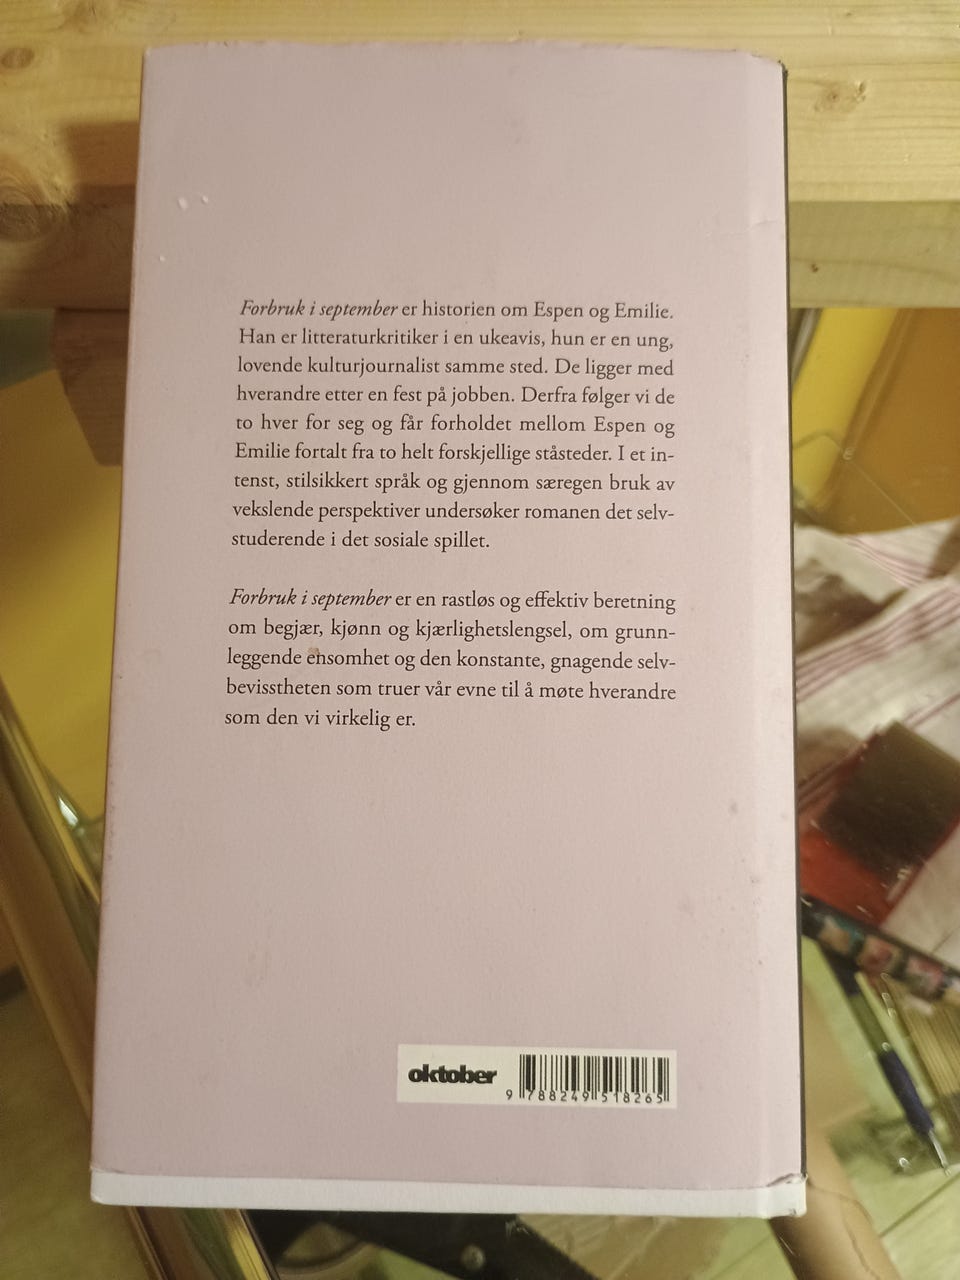 Forbruk i september er historien om Espen og Emilie.
Han er litteraturkritiker i en ukeavis, hun er en ung,
lovende kulturjournalist samme sted. De ligger med
hverandre etter en fest på jobben. Derfra følger vi de
to hver for seg og får forholdet mellom Espen og
Emilie fortalt fra to helt forskjellige ståsteder. I et in-
tenst, stilsikkert språk og gjennom særegen bruk av
vekslende perspektiver undersøker romanen det selv-
studerende i det sosiale spillet.
Forbruk i september er en rastløs og effektiv beretning
om begjær, kjønn og kjærlighetslengsel, om grunn-
leggende ensomhet og den konstante, gnagende selv-
bevisstheten som truer vår evne til å møte hverandre
som den vi virkelig er.
oktober
9 788249 518265